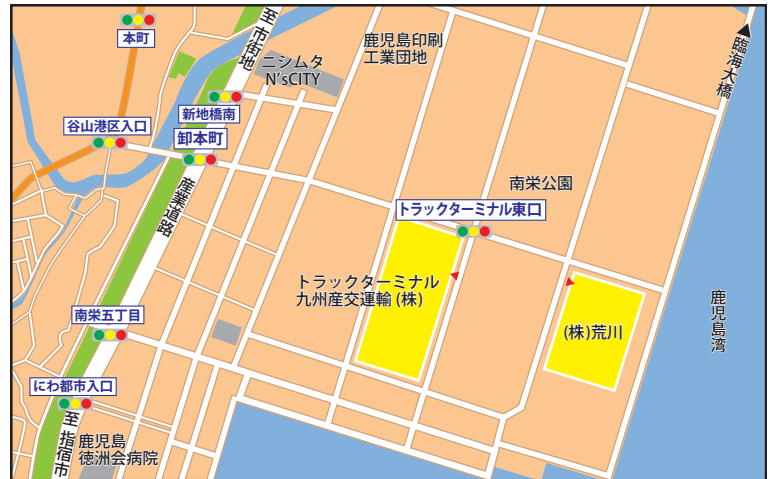 本町
至 市街地
ニシムタ
N'sCITY
鹿児島印刷
工業団地
臨海大橋
新地橋南
谷山港区入口
卸本町
産業道路
南栄公園
トラックターミナル東口
トラックターミナル
九州産交運輸(株)
鹿児島湾
南栄五丁目
(株)荒川
にわ都市入口
至 指宿市
鹿児島
徳洲会病院